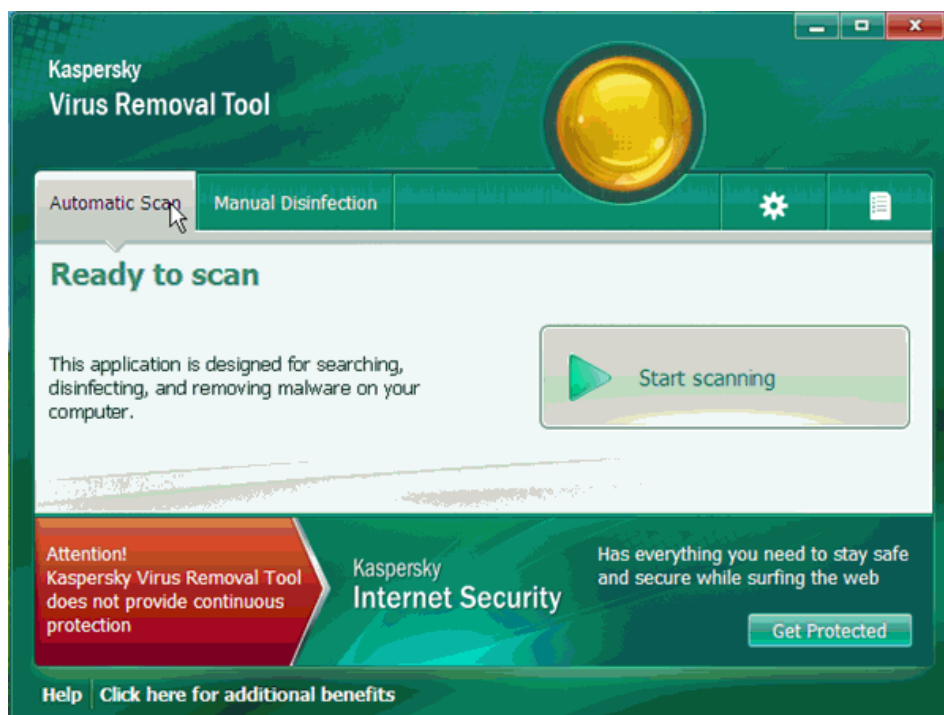 Kaspersky
Virus Removal Tool
Automatic Scan
Manual Disinfection
Ready to scan
This application is designed for searching,
disinfecting, and removing malware on your
computer.
Start scanning
Attention!
Kaspersky Virus Removal Tool
does not provide continuous
protection
Kaspersky
Internet Security
Has everything you need to stay safe
and secure while surfing the web
Get Protected
Help
Click here for additional benefits